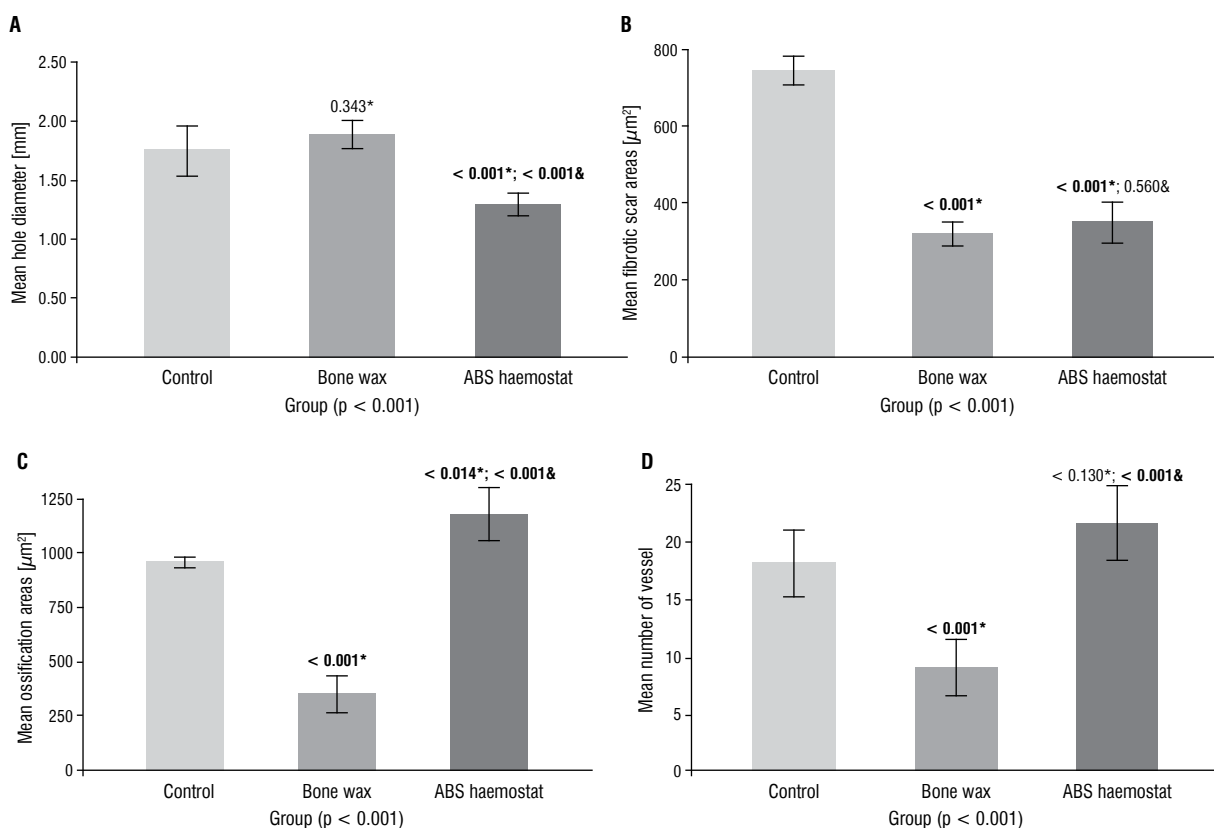 A
Mean hole diameter [mm]
2.50
2.00
1.50
1.00
0.50
0.00
0.343*
< 0.001*; < 0.001&
Control Bone wax ABS haemostat
Group (p < 0.001)
B
Mean fibrotic scar areas [µm²]
800
600
400
200
0
< 0.001*
< 0.001*; 0.560&
Control Bone wax ABS haemostat
Group (p < 0.001)
C
Mean ossification areas [µm²]
1250
1000
750
500
250
0
< 0.001*
< 0.014*; < 0.001&
Control Bone wax ABS haemostat
Group (p < 0.001)
D
Mean number of vessel
25
20
15
10
5
0
< 0.001*
< 0.130*; < 0.001&
Control Bone wax ABS haemostat
Group (p < 0.001)